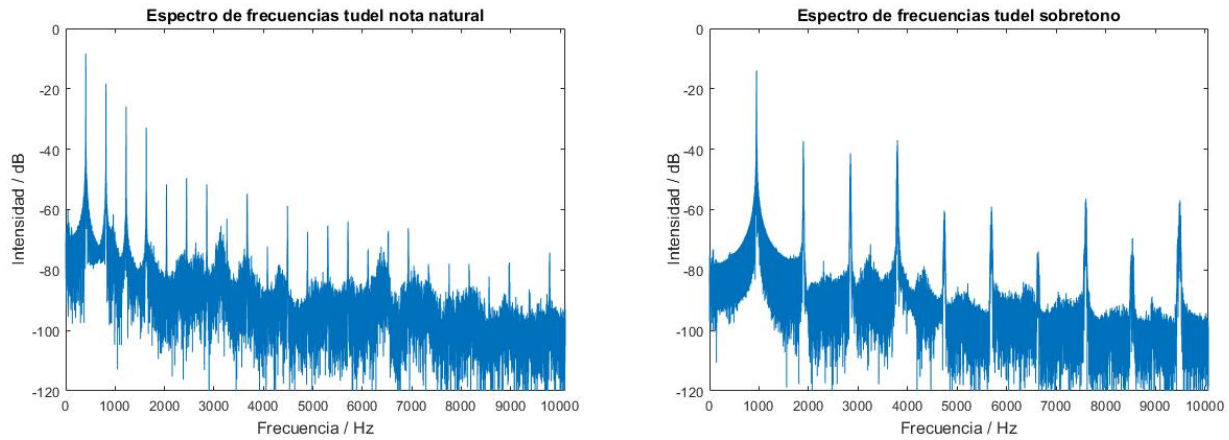 Espectro de frecuencias tudel nota natural
0
-20
-40
-60
-80
-100
-120
Intensidad / dB
0 1000 2000 3000 4000 5000 6000 7000 8000 9000 10000
Frecuencia / Hz
Espectro de frecuencias tudel sobretono
0
-20
-40
-60
-80
-100
-120
Intensidad / dB
0 1000 2000 3000 4000 5000 6000 7000 8000 9000 10000
Frecuencia / Hz